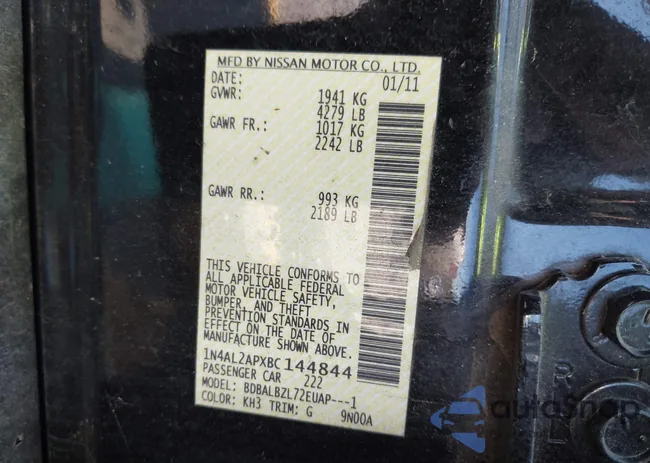 MFD BY NISSAN MOTOR CO., LTD.
DATE: 01/11
GVWR: 1941 KG
4279 LB
GAWR FR.: 1017 KG
2242 LB
GAWR RR.: 993 KG
2189 LB
THIS VEHICLE CONFORMS TO
ALL APPLICABLE FEDERAL
MOTOR VEHICLE SAFETY,
BUMPER, AND THEFT
PREVENTION STANDARDS IN
EFFECT ON THE DATE OF
MANUFACTURE SHOWN ABOVE.
1N4AL2APXBC 144844
PASSENGER CAR 222
MODEL: BDBALBZL72EUAP---1
COLOR: KH3 TRIM: G 9N00A
R
L
autoSnap